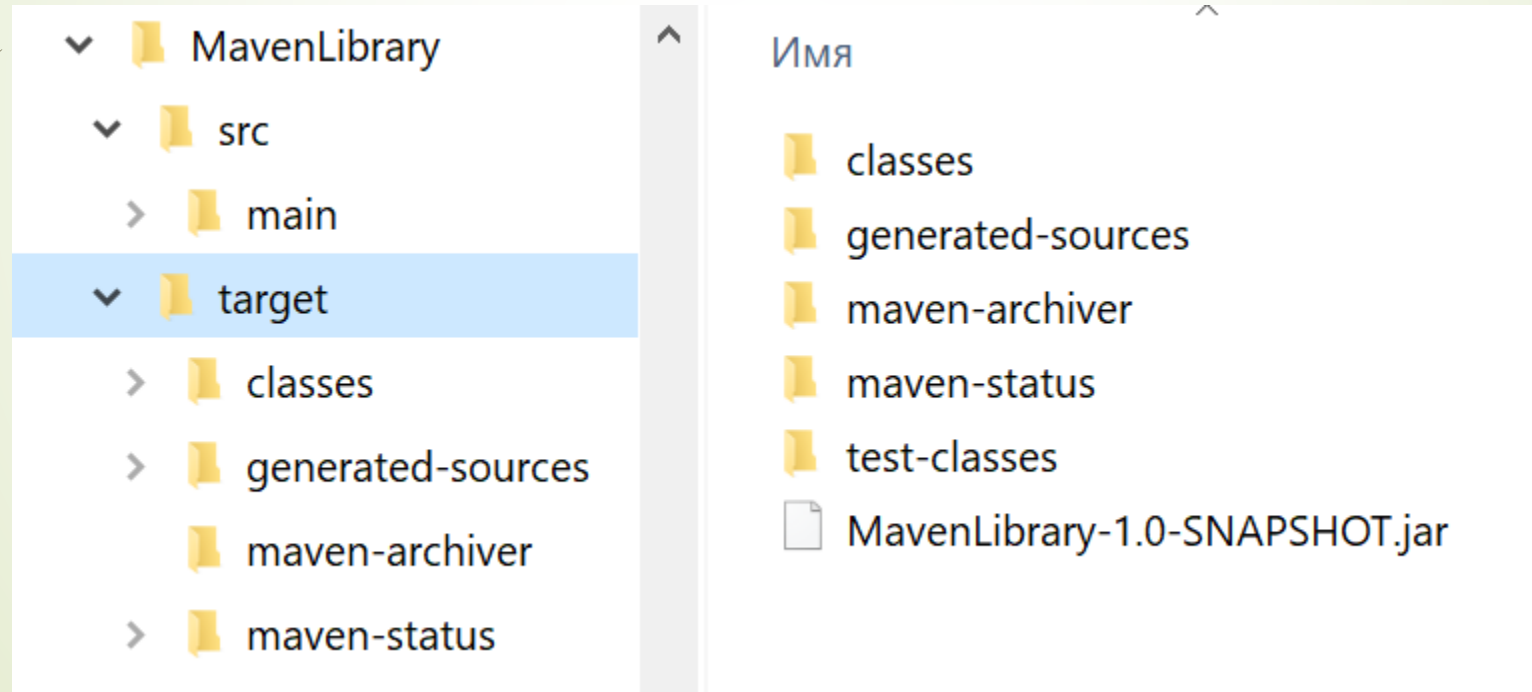 MavenLibrary
src
main
target
classes
generated-sources
maven-archiver
maven-status
Имя
classes
generated-sources
maven-archiver
maven-status
test-classes
MavenLibrary-1.0-SNAPSHOT.jar